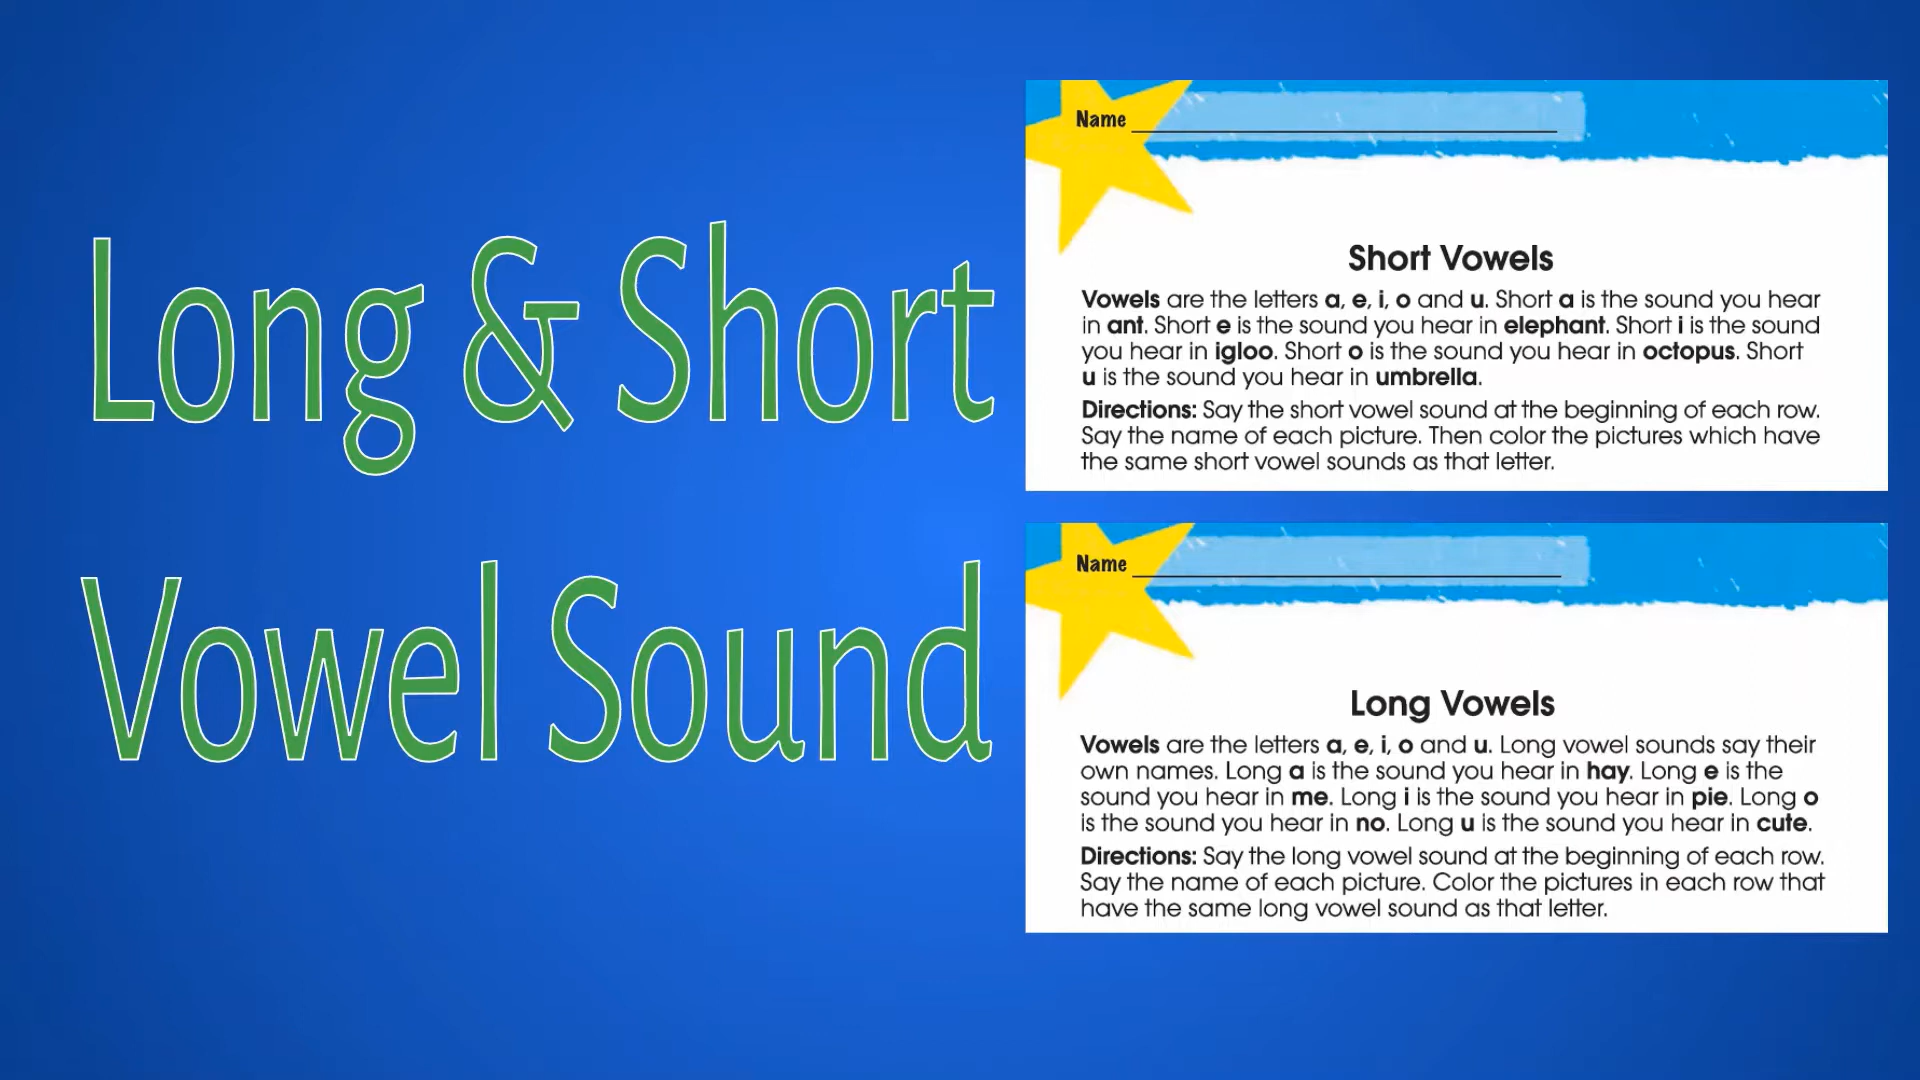 Long & Short
Vowel Sound
Name
Short Vowels
Vowels are the letters a, e, i, o and u. Short a is the sound you hear
in ant. Short e is the sound you hear in elephant. Short i is the sound
you hear in igloo. Short o is the sound you hear in octopus. Short
u is the sound you hear in umbrella.
Directions: Say the short vowel sound at the beginning of each row.
Say the name of each picture. Then color the pictures which have
the same short vowel sounds as that letter.
Name
Long Vowels
Vowels are the letters a, e, i, o and u. Long vowel sounds say their
own names. Long a is the sound you hear in hay. Long e is the
sound you hear in me. Long i is the sound you hear in pie. Long o
is the sound you hear in no. Long u is the sound you hear in cute.
Directions: Say the long vowel sound at the beginning of each row.
Say the name of each picture. Color the pictures in each row that
have the same long vowel sound as that letter.